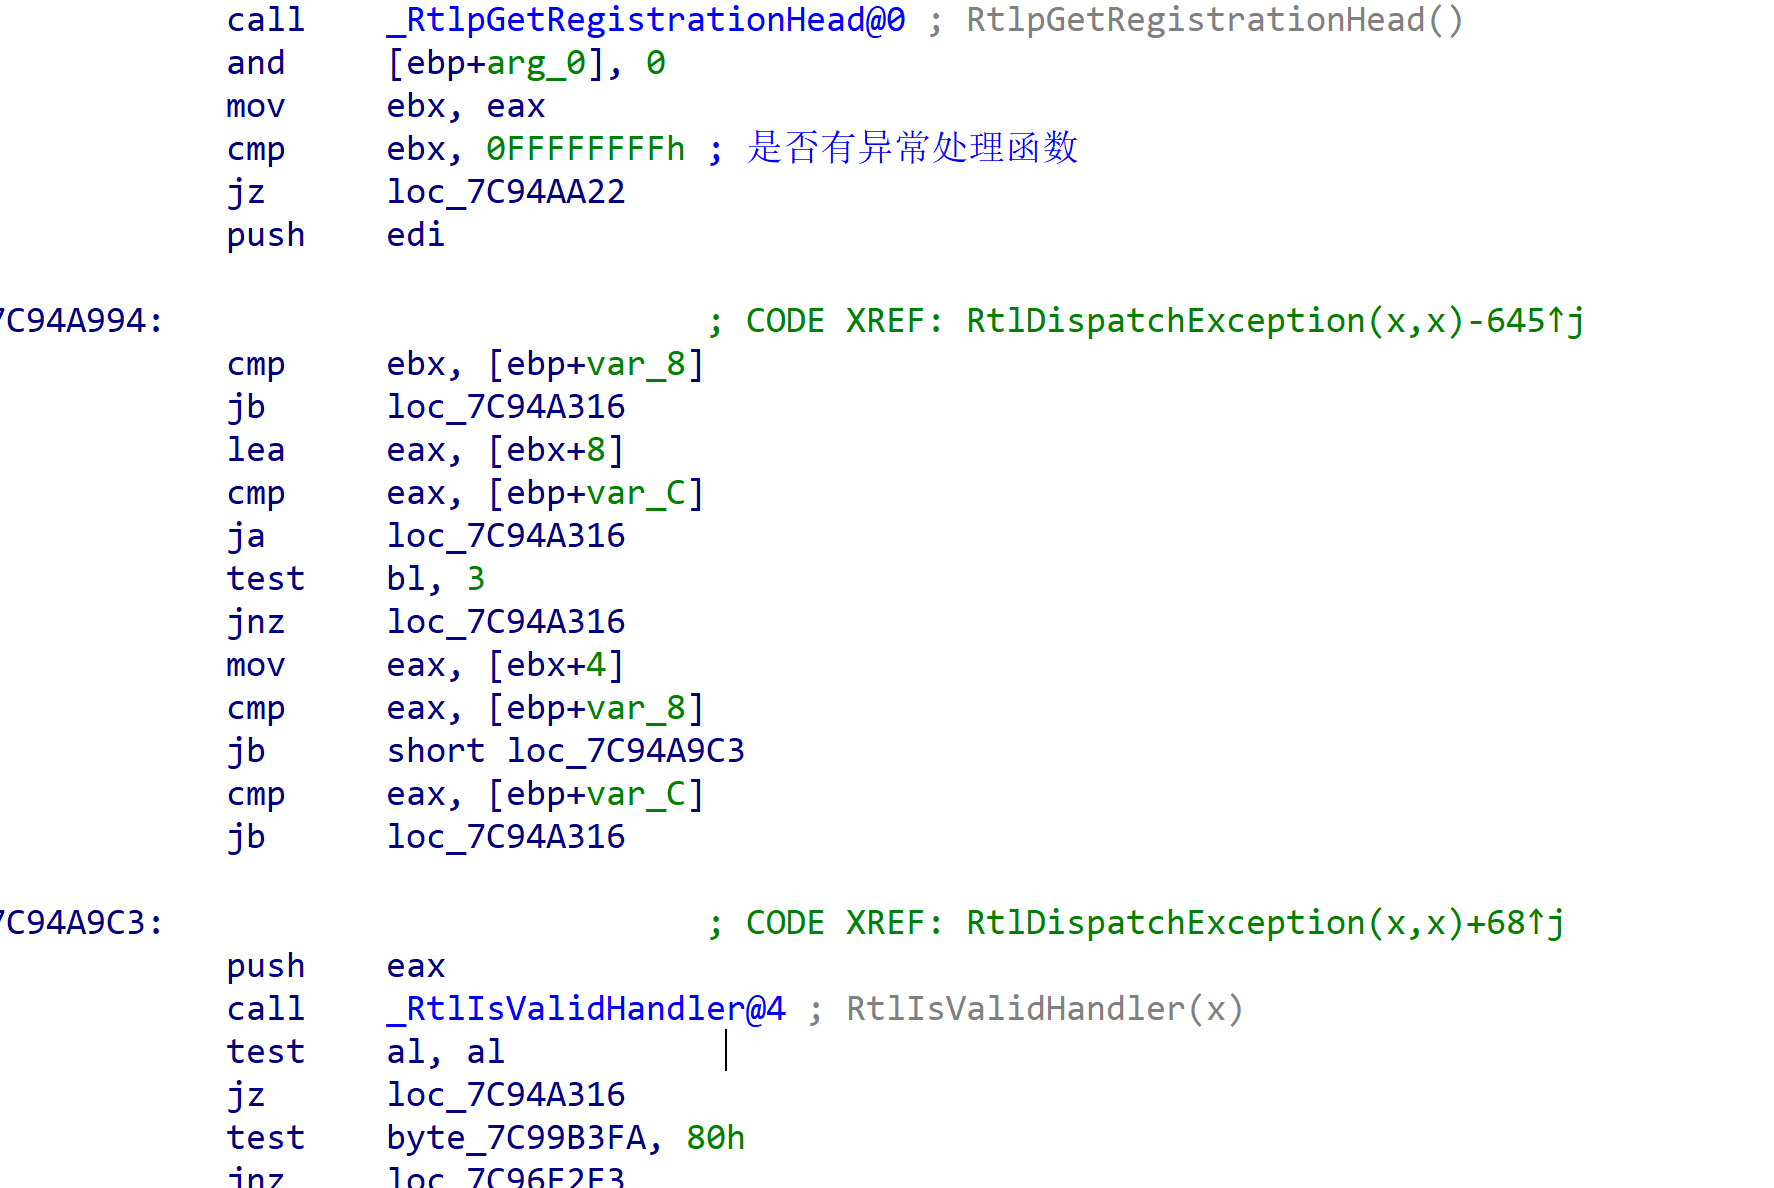 call _RtlpGetRegistrationHead@0 ; RtlpGetRegistrationHead()
and [ebp+arg_0], 0
mov ebx, eax
cmp ebx, 0FFFFFFFFh ; 是否有异常处理函数
jz loc_7C94AA22
push edi
7C94A994: ; CODE XREF: RtlDispatchException(x,x)-645↑j
cmp ebx, [ebp+var_8]
jb loc_7C94A316
lea eax, [ebx+8]
cmp eax, [ebp+var_C]
ja loc_7C94A316
test bl, 3
jnz loc_7C94A316
mov eax, [ebx+4]
cmp eax, [ebp+var_8]
jb short loc_7C94A9C3
cmp eax, [ebp+var_C]
jb loc_7C94A316
7C94A9C3: ; CODE XREF: RtlDispatchException(x,x)+68↑j
push eax
call _RtlIsValidHandler@4 ; RtlIsValidHandler(x)
test al, al
jz loc_7C94A316
test byte_7C99B3FA, 80h
jnz